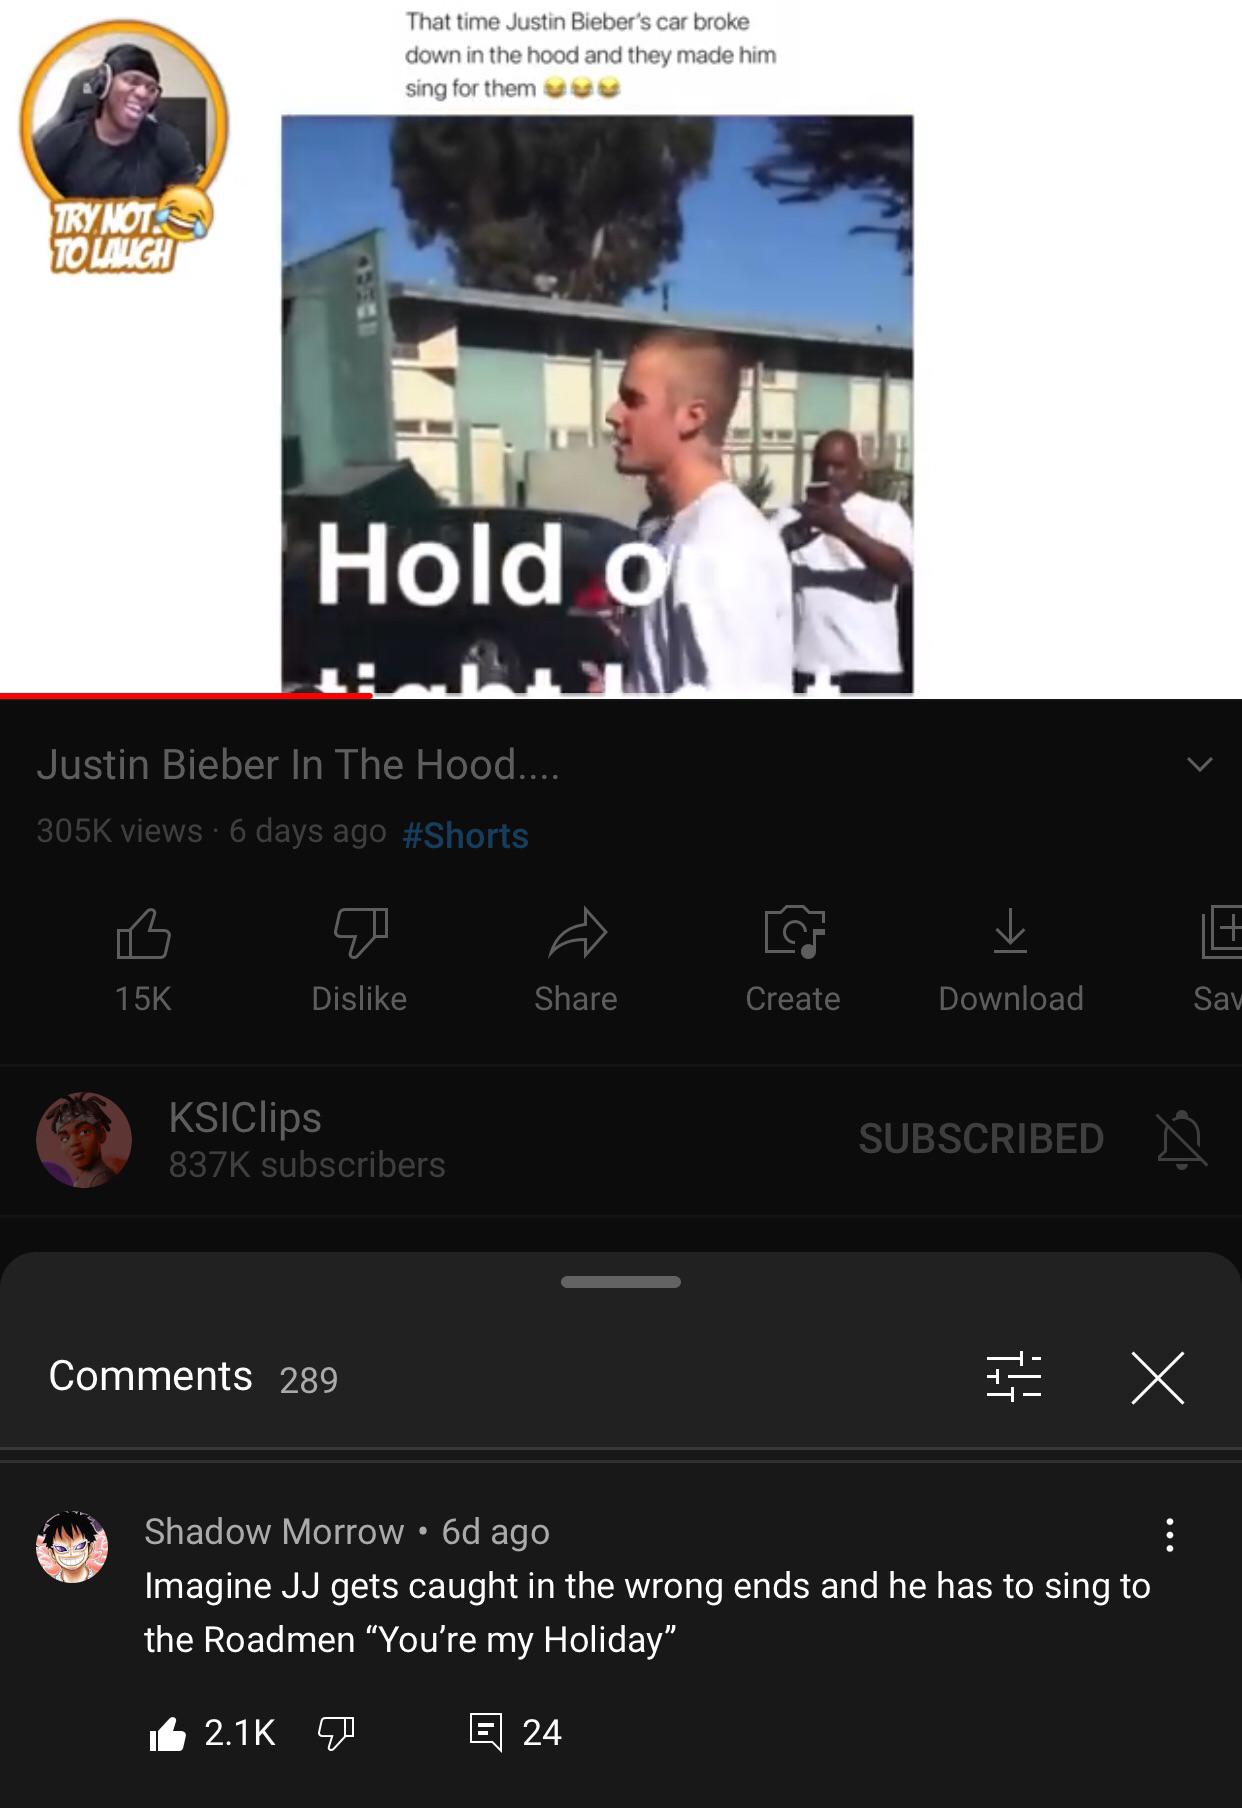 That time Justin Bieber's car broke
down in the hood and they made him
sing for them 😂😂😂
TRY NOT
TO LAUGH
Hold o
Justin Bieber In The Hood....
305K views · 6 days ago #Shorts
15K
Dislike
Share
Create
Download
Sav
KSIClips
837K subscribers
SUBSCRIBED
Comments 289
Shadow Morrow • 6d ago
Imagine JJ gets caught in the wrong ends and he has to sing to
the Roadmen “You’re my Holiday”
2.1K
24